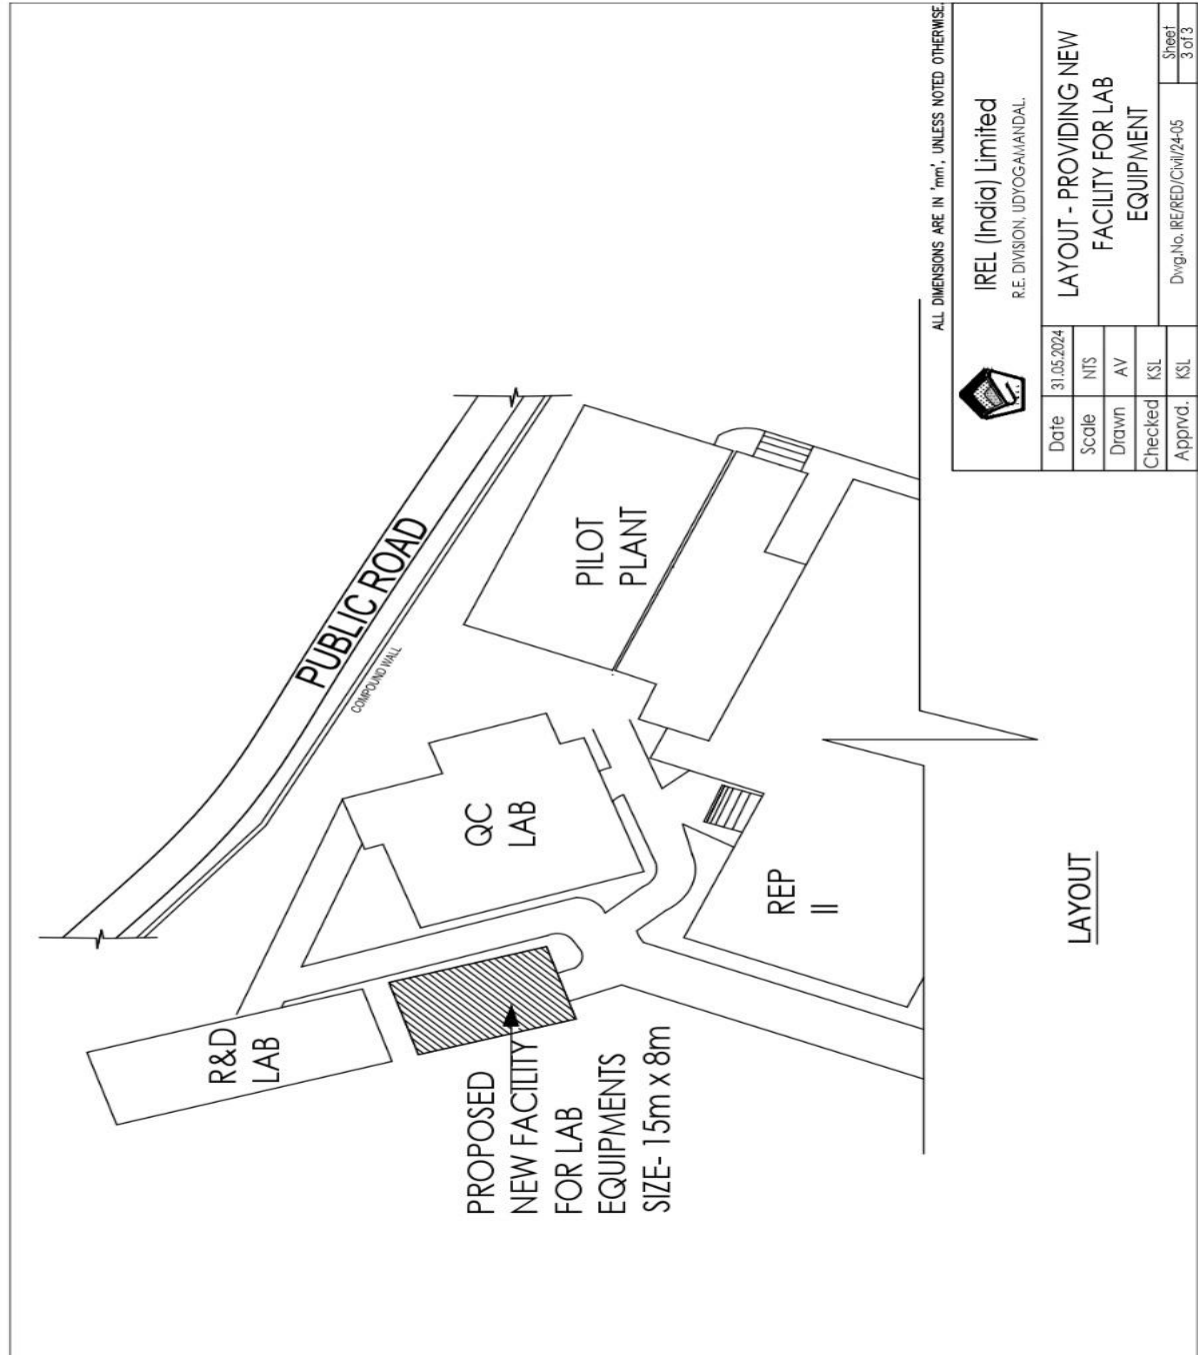 PUBLIC ROAD
COMPOUND WALL
R&D
LAB
QC
LAB
PILOT
PLANT
PROPOSED
NEW FACILITY
FOR LAB
EQUIPMENTS
SIZE- 15m x 8m
REP
II
LAYOUT
ALL DIMENSIONS ARE IN 'mm', UNLESS NOTED OTHERWISE.
IREL (India) Limited
R.E. DIVISION, UDYOGAMANDAL.
Date 31.05.2024
Scale NTS
Drawn AV
Checked KSL
Apprvd. KSL
LAYOUT - PROVIDING NEW
FACILITY FOR LAB
EQUIPMENT
Dwg.No. IRE/RED/Civil/24-05
Sheet
3 of 3